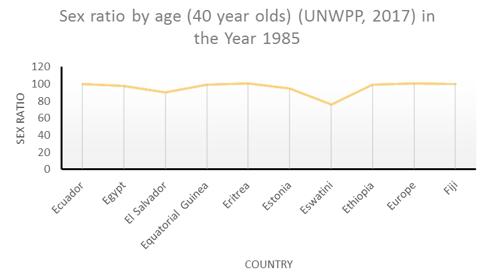 Sex ratio by age (40 year olds) (UNWPP, 2017) in
the Year 1985
120
100
80
60
40
20
0
SEX RATIO
Ecuador
Egypt
El Salvador
Equatorial Guinea
Eritrea
Estonia
Eswatini
Ethiopia
Europe
Fiji
COUNTRY